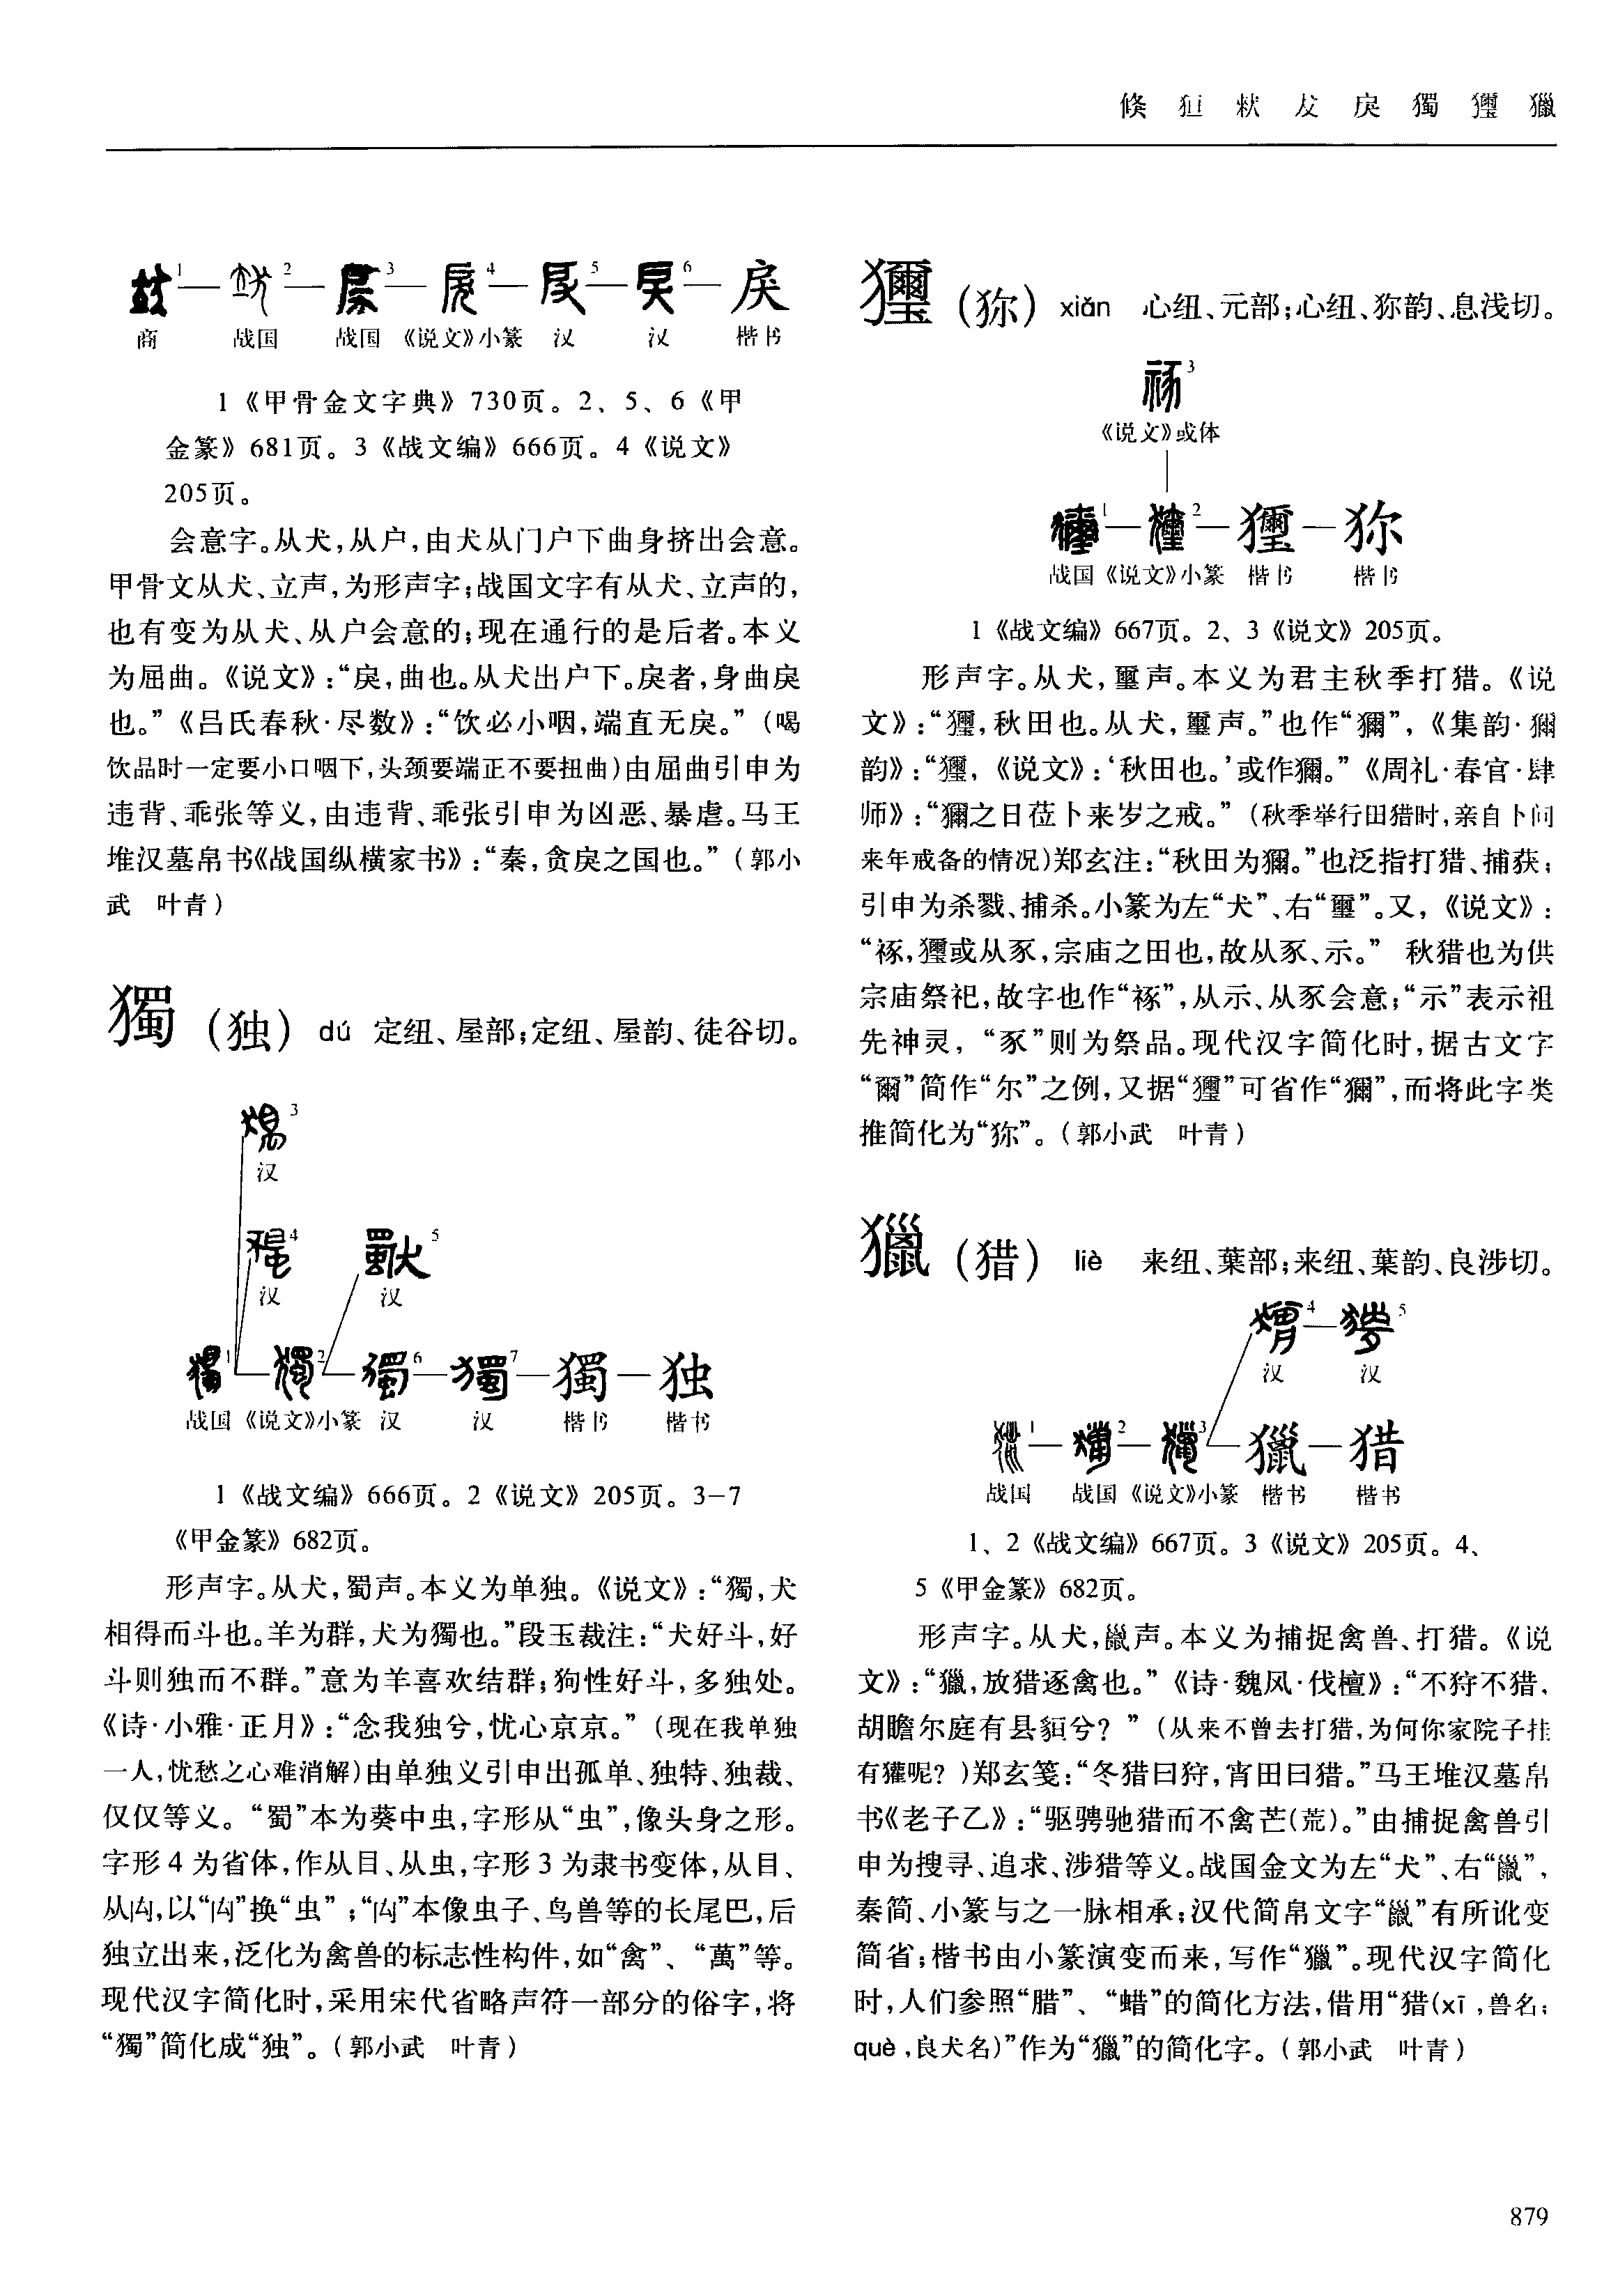 倏 狟 猌 犮 戾 獨 玃 獵
1 2 3 4 5 6 戾
商 战国 战国 《说文》小篆 汉 汉 楷书
1《甲骨金文字典》730页。2、5、6《甲
金篆》681页。3《战文编》666页。4《说文》
205页。
会意字。从犬,从户,由犬从门户下曲身挤出会意。
甲骨文从犬、立声,为形声字;战国文字有从犬、立声的,
也有变为从犬、从户会意的;现在通行的是后者。本义
为屈曲。《说文》:“戾,曲也。从犬出户下。戾者,身曲戾
也。”《吕氏春秋·尽数》:“饮必小咽,端直无戾。”(喝
饮品时一定要小口咽下,头颈要端正不要扭曲)由屈曲引申为
违背、乖张等义,由违背、乖张引申为凶恶、暴虐。马王
堆汉墓帛书《战国纵横家书》:“秦,贪戾之国也。”(郭小
武 叶青)
獨(独) dú 定纽、屋部;定纽、屋韵、徒谷切。
3
汉
4 5
汉 汉
1 2 6 7 獨 独
战国 《说文》小篆 汉 汉 楷书 楷书
1《战文编》666页。2《说文》205页。3-7
《甲金篆》682页。
形声字。从犬,蜀声。本义为单独。《说文》:“獨,犬
相得而斗也。羊为群,犬为獨也。”段玉裁注:“犬好斗,好
斗则独而不群。”意为羊喜欢结群;狗性好斗,多独处。
《诗·小雅·正月》:“念我独兮,忧心京京。”(现在我单独
一人,忧愁之心难消解)由单独义引申出孤单、独特、独裁、
仅仅等义。“蜀”本为葵中虫,字形从“虫”,像头身之形。
字形4为省体,作从目、从虫,字形3为隶书变体,从目、
从禸,以“禸”换“虫”;“禸”本像虫子、鸟兽等的长尾巴,后
独立出来,泛化为禽兽的标志性构件,如“禽”、“萬”等。
现代汉字简化时,采用宋代省略声符一部分的俗字,将
“獨”简化成“独”。(郭小武 叶青)
玃(狝) xiǎn 心纽、元部;心纽、狝韵、息浅切。
3
《说文》或体
1 2 狝
战国 《说文》小篆 楷书 楷书
1《战文编》667页。2、3《说文》205页。
形声字。从犬,璽声。本义为君主秋季打猎。《说
文》:“,秋田也。从犬,璽声。”也作“獮”,《集韵·獮
韵》:“,《说文》:‘秋田也。’或作獮。”《周礼·春官·肆
师》:“獮之日莅卜来岁之戒。”(秋季举行田猎时,亲自卜问
来年戒备的情况)郑玄注:“秋田为獮。”也泛指打猎、捕获;
引申为杀戮、捕杀。小篆为左“犬”、右“璽”。又,《说文》:
“䘵,或从豕,宗庙之田也,故从豕、示。” 秋猎也为供
宗庙祭祀,故字也作“䘵”,从示、从豕会意;“示”表示祖
先神灵,“豕”则为祭品。现代汉字简化时,据古文字
“爾”简作“尔”之例,又据“”可省作“獮”,而将此字类
推简化为“狝”。(郭小武 叶青)
獵(猎) liè 来纽、葉部;来纽、葉韵、良涉切。
4 5
汉 汉
1 2 3 獵 猎
战国 战国 《说文》小篆 楷书 楷书
1、2《战文编》667页。3《说文》205页。4、
5《甲金篆》682页。
形声字。从犬,巤声。本义为捕捉禽兽、打猎。《说
文》:“獵,放猎逐禽也。”《诗·魏风·伐檀》:“不狩不猎,
胡瞻尔庭有县貆兮?”(从来不曾去打猎,为何你家院子挂
有獾呢?)郑玄笺:“冬猎曰狩,宵田曰猎。”马王堆汉墓帛
书《老子乙》:“驱骋驰猎而不禽芒(荒)。”由捕捉禽兽引
申为搜寻、追求、涉猎等义。战国金文为左“犬”、右“巤”,
秦简、小篆与之一脉相承;汉代简帛文字“巤”有所讹变
简省;楷书由小篆演变而来,写作“獵”。现代汉字简化
时,人们参照“腊”、“蜡”的简化方法,借用“猎(xī,兽名;
què,良犬名)”作为“獵”的简化字。(郭小武 叶青)
879